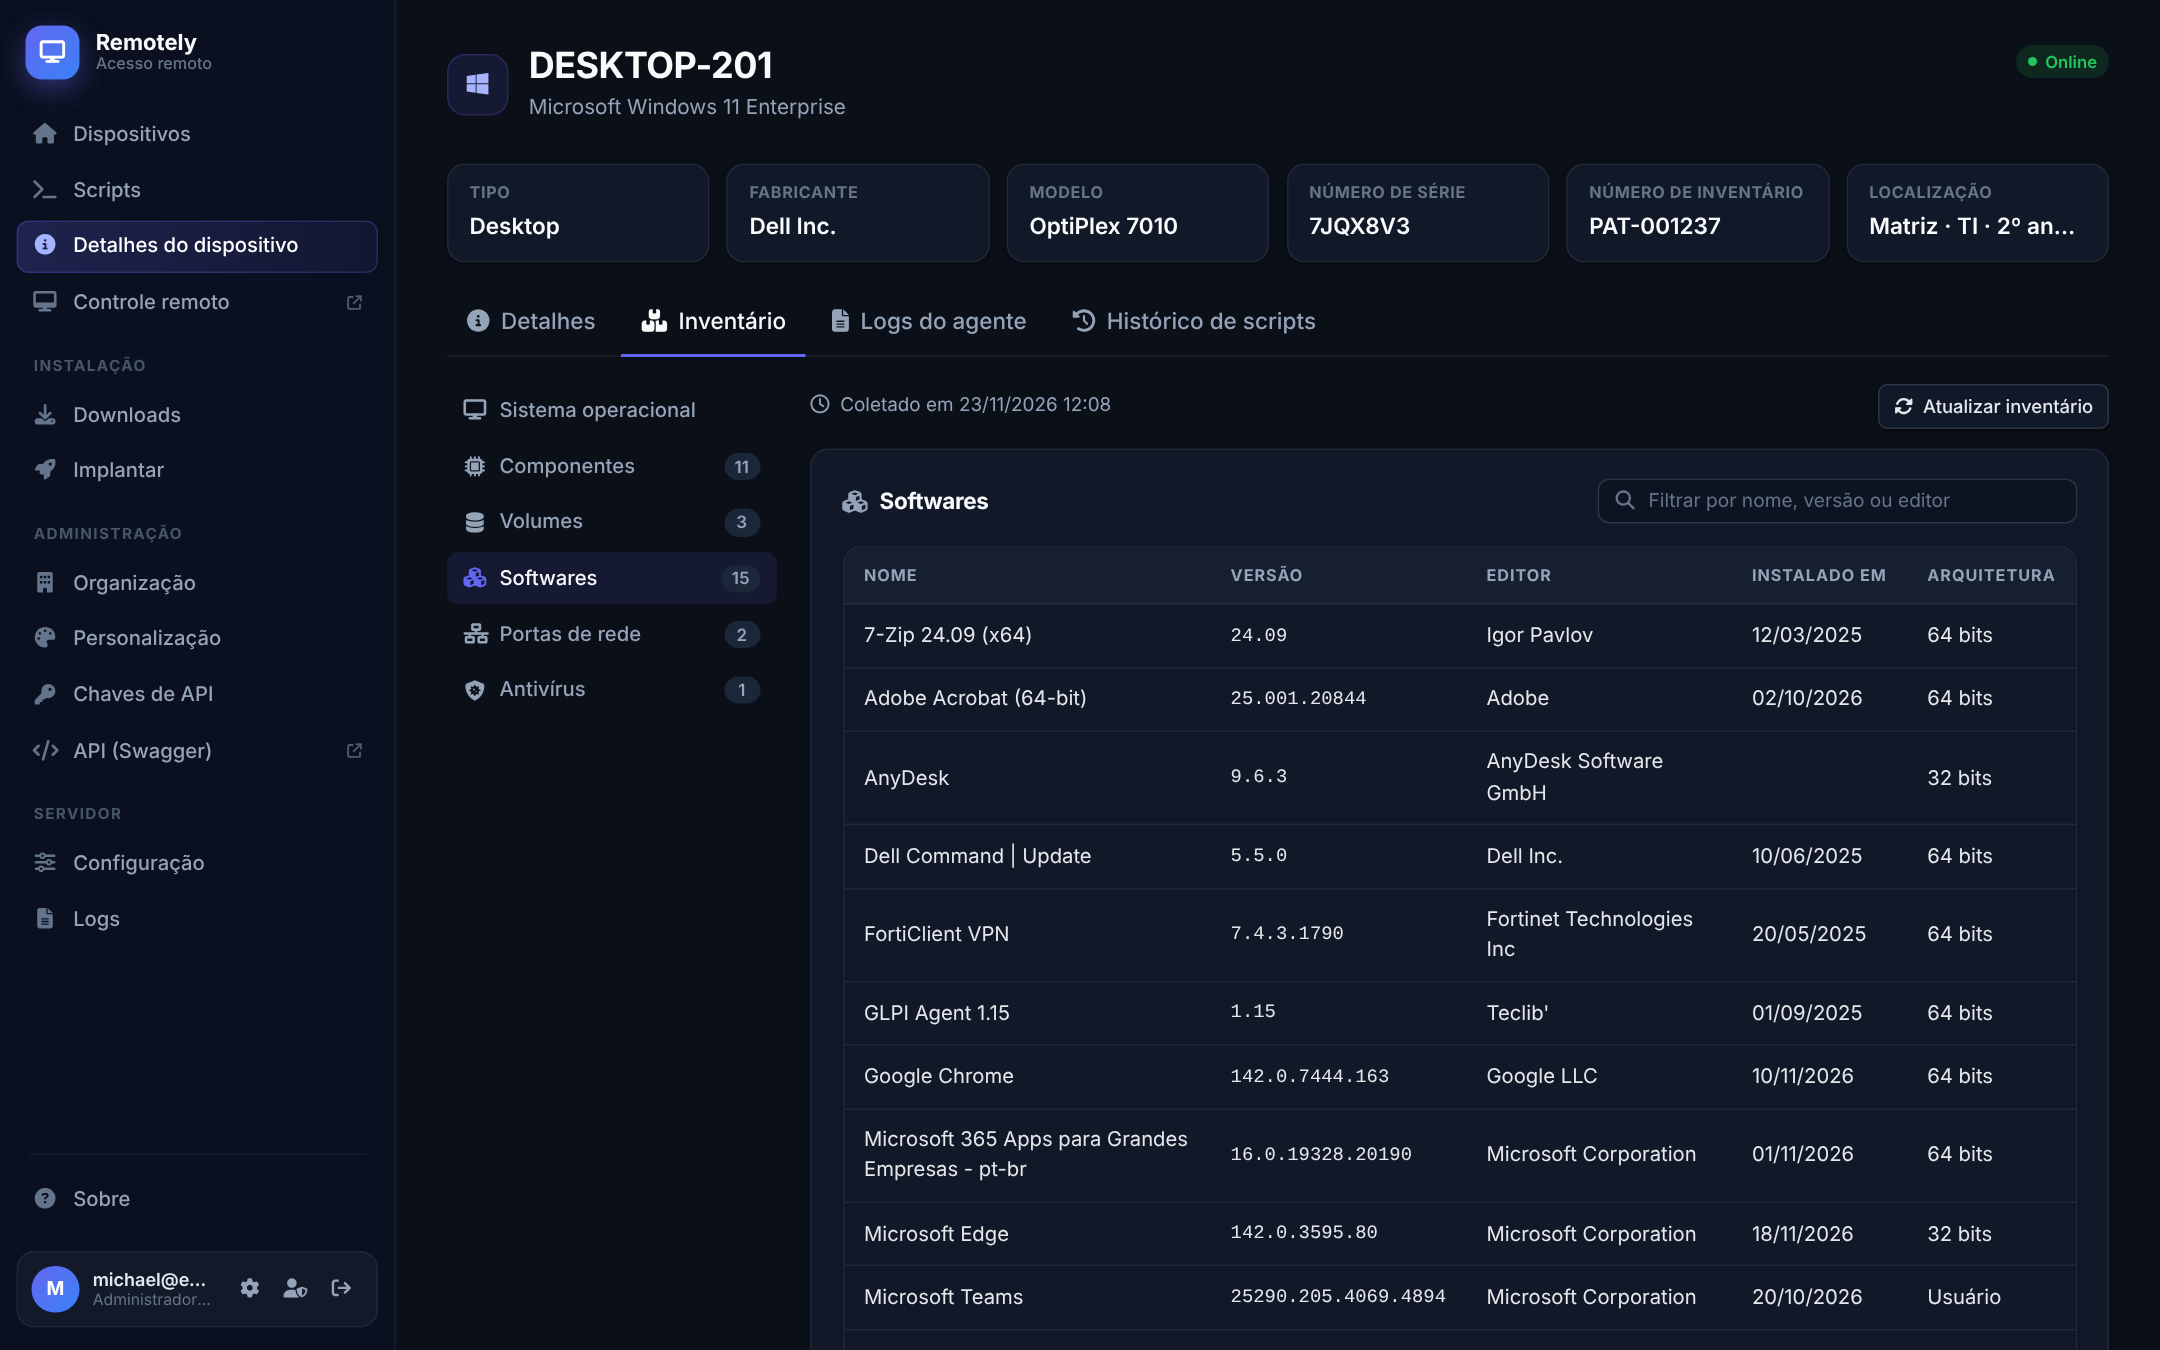 Remotely
Acesso remoto
Dispositivos
Scripts
Detalhes do dispositivo
Controle remoto
INSTALAÇÃO
Downloads
Implantar
ADMINISTRAÇÃO
Organização
Personalização
Chaves de API
API (Swagger)
SERVIDOR
Configuração
Logs
Sobre
M
michael@e...
Administrador...
DESKTOP-201
Microsoft Windows 11 Enterprise
Online
TIPO
Desktop
FABRICANTE
Dell Inc.
MODELO
OptiPlex 7010
NÚMERO DE SÉRIE
7JQX8V3
NÚMERO DE INVENTÁRIO
PAT-001237
LOCALIZAÇÃO
Matriz · TI · 2º an...
Detalhes
Inventário
Logs do agente
Histórico de scripts
Sistema operacional
Componentes 11
Volumes 3
Softwares 15
Portas de rede 2
Antivírus 1
Coletado em 23/11/2026 12:08
Atualizar inventário
Softwares
Filtrar por nome, versão ou editor
NOME VERSÃO EDITOR INSTALADO EM ARQUITETURA
7-Zip 24.09 (x64) 24.09 Igor Pavlov 12/03/2025 64 bits
Adobe Acrobat (64-bit) 25.001.20844 Adobe 02/10/2026 64 bits
AnyDesk 9.6.3 AnyDesk Software
GmbH 32 bits
Dell Command | Update 5.5.0 Dell Inc. 10/06/2025 64 bits
FortiClient VPN 7.4.3.1790 Fortinet Technologies
Inc 20/05/2025 64 bits
GLPI Agent 1.15 1.15 Teclib' 01/09/2025 64 bits
Google Chrome 142.0.7444.163 Google LLC 10/11/2026 64 bits
Microsoft 365 Apps para Grandes
Empresas - pt-br 16.0.19328.20190 Microsoft Corporation 01/11/2026 64 bits
Microsoft Edge 142.0.3595.80 Microsoft Corporation 18/11/2026 32 bits
Microsoft Teams 25290.205.4069.4894 Microsoft Corporation 20/10/2026 Usuário